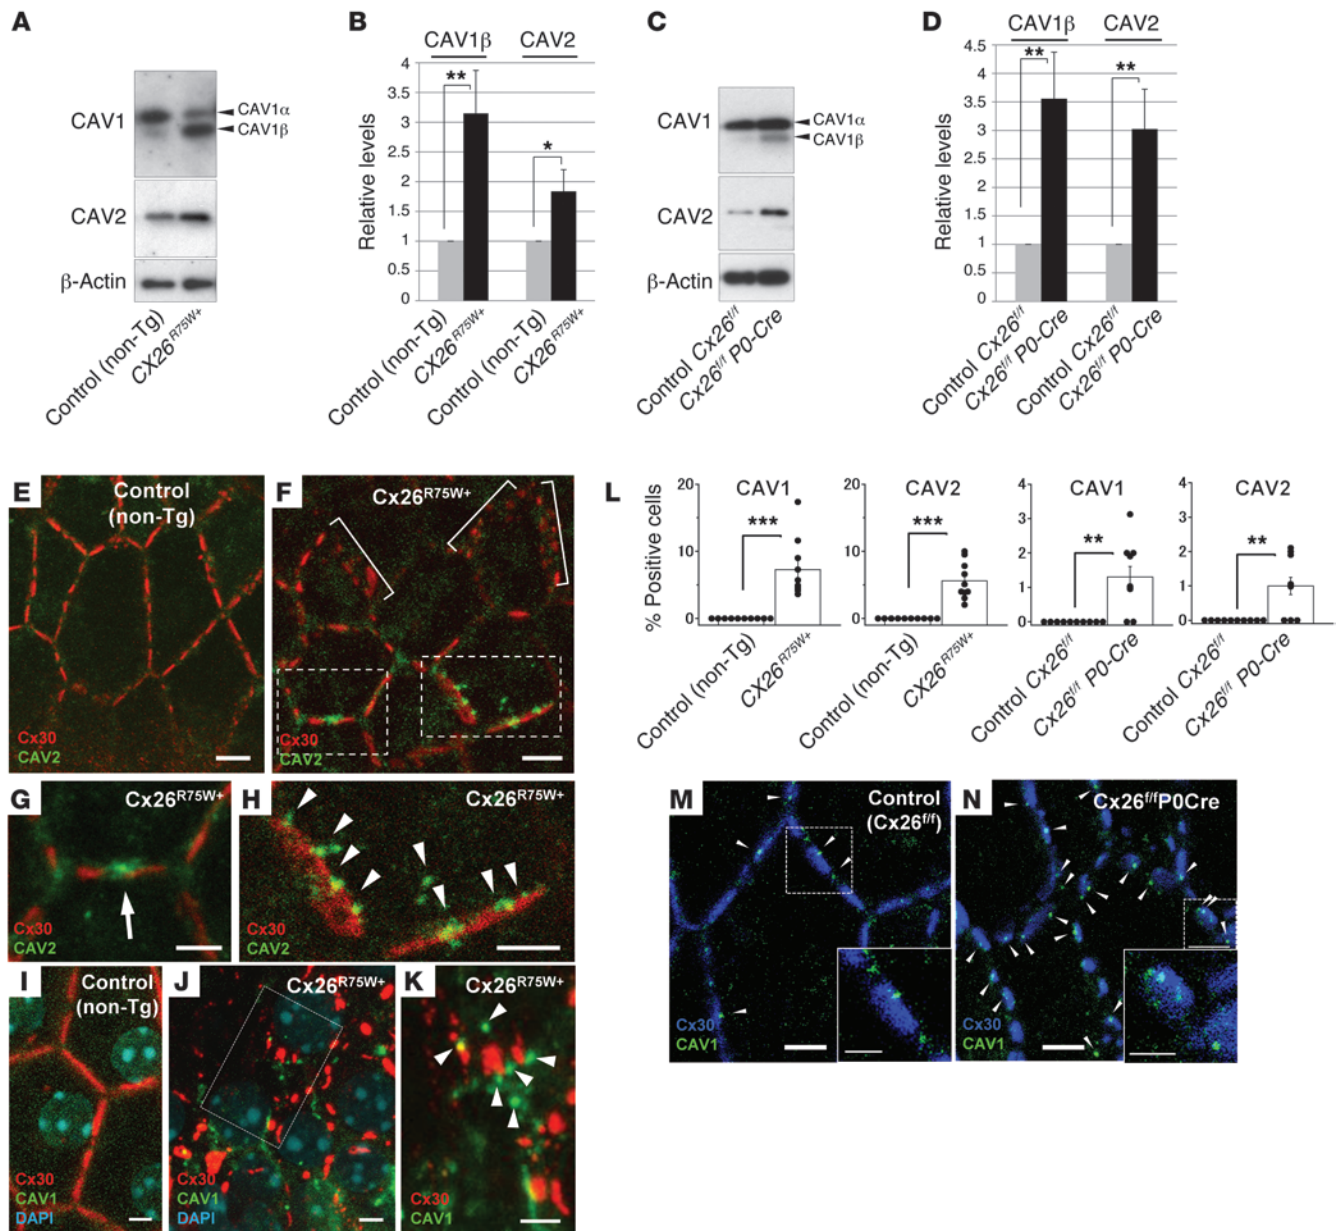 A
CAV1
CAV1α
CAV1β
CAV2
β-Actin
Control (non-Tg)
CX26R75W+
B
CAV1β
CAV2
Relative levels
4
3.5
3
2.5
2
1.5
1
0.5
0
**
*
Control (non-Tg)
CX26R75W+
Control (non-Tg)
CX26R75W+
C
CAV1
CAV1α
CAV1β
CAV2
β-Actin
Control Cx26f/f
Cx26f/f P0-Cre
D
CAV1β
CAV2
Relative levels
4.5
4
3.5
3
2.5
2
1.5
1
0.5
0
**
**
Control Cx26f/f
Cx26f/f P0-Cre
Control Cx26f/f
Cx26f/f P0-Cre
E
Control
(non-Tg)
Cx30
CAV2
F
Cx26R75W+
Cx30
CAV2
G
Cx26R75W+
Cx30
CAV2
H
Cx26R75W+
Cx30
CAV2
I
Control
(non-Tg)
Cx30
CAV1
DAPI
J
Cx26R75W+
Cx30
CAV1
DAPI
K
Cx26R75W+
Cx30
CAV1
L
% Positive cells
CAV1
20
10
0
***
Control (non-Tg)
CX26R75W+
CAV2
20
10
0
***
Control (non-Tg)
CX26R75W+
CAV1
4
3
2
1
0
**
Control Cx26f/f
Cx26f/f P0-Cre
CAV2
4
3
2
1
0
**
Control Cx26f/f
Cx26f/f P0-Cre
M
Control
(Cx26f/f)
Cx30
CAV1
N
Cx26f/fP0Cre
Cx30
CAV1